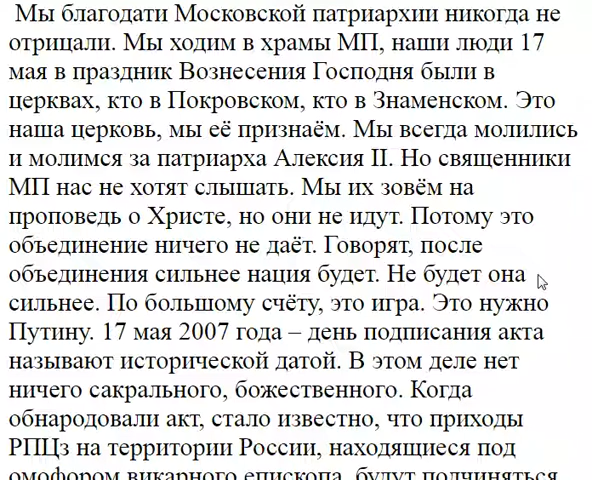 Мы благодати Московской патриархии никогда не
отрицали. Мы ходим в храмы МП, наши люди 17
мая в праздник Вознесения Господня были в
церквах, кто в Покровском, кто в Знаменском. Это
наша церковь, мы её признаём. Мы всегда молились
и молимся за патриарха Алексия II. Но священники
МП нас не хотят слышать. Мы их зовём на
проповедь о Христе, но они не идут. Потому это
объединение ничего не даёт. Говорят, после
объединения сильнее нация будет. Не будет она
сильнее. По большому счёту, это игра. Это нужно
Путину. 17 мая 2007 года – день подписания акта
называют исторической датой. В этом деле нет
ничего сакрального, божественного. Когда
обнародовали акт, стало известно, что приходы
РПЦз на территории России, находящиеся под
омофором викарного епископа, будут подчиняться